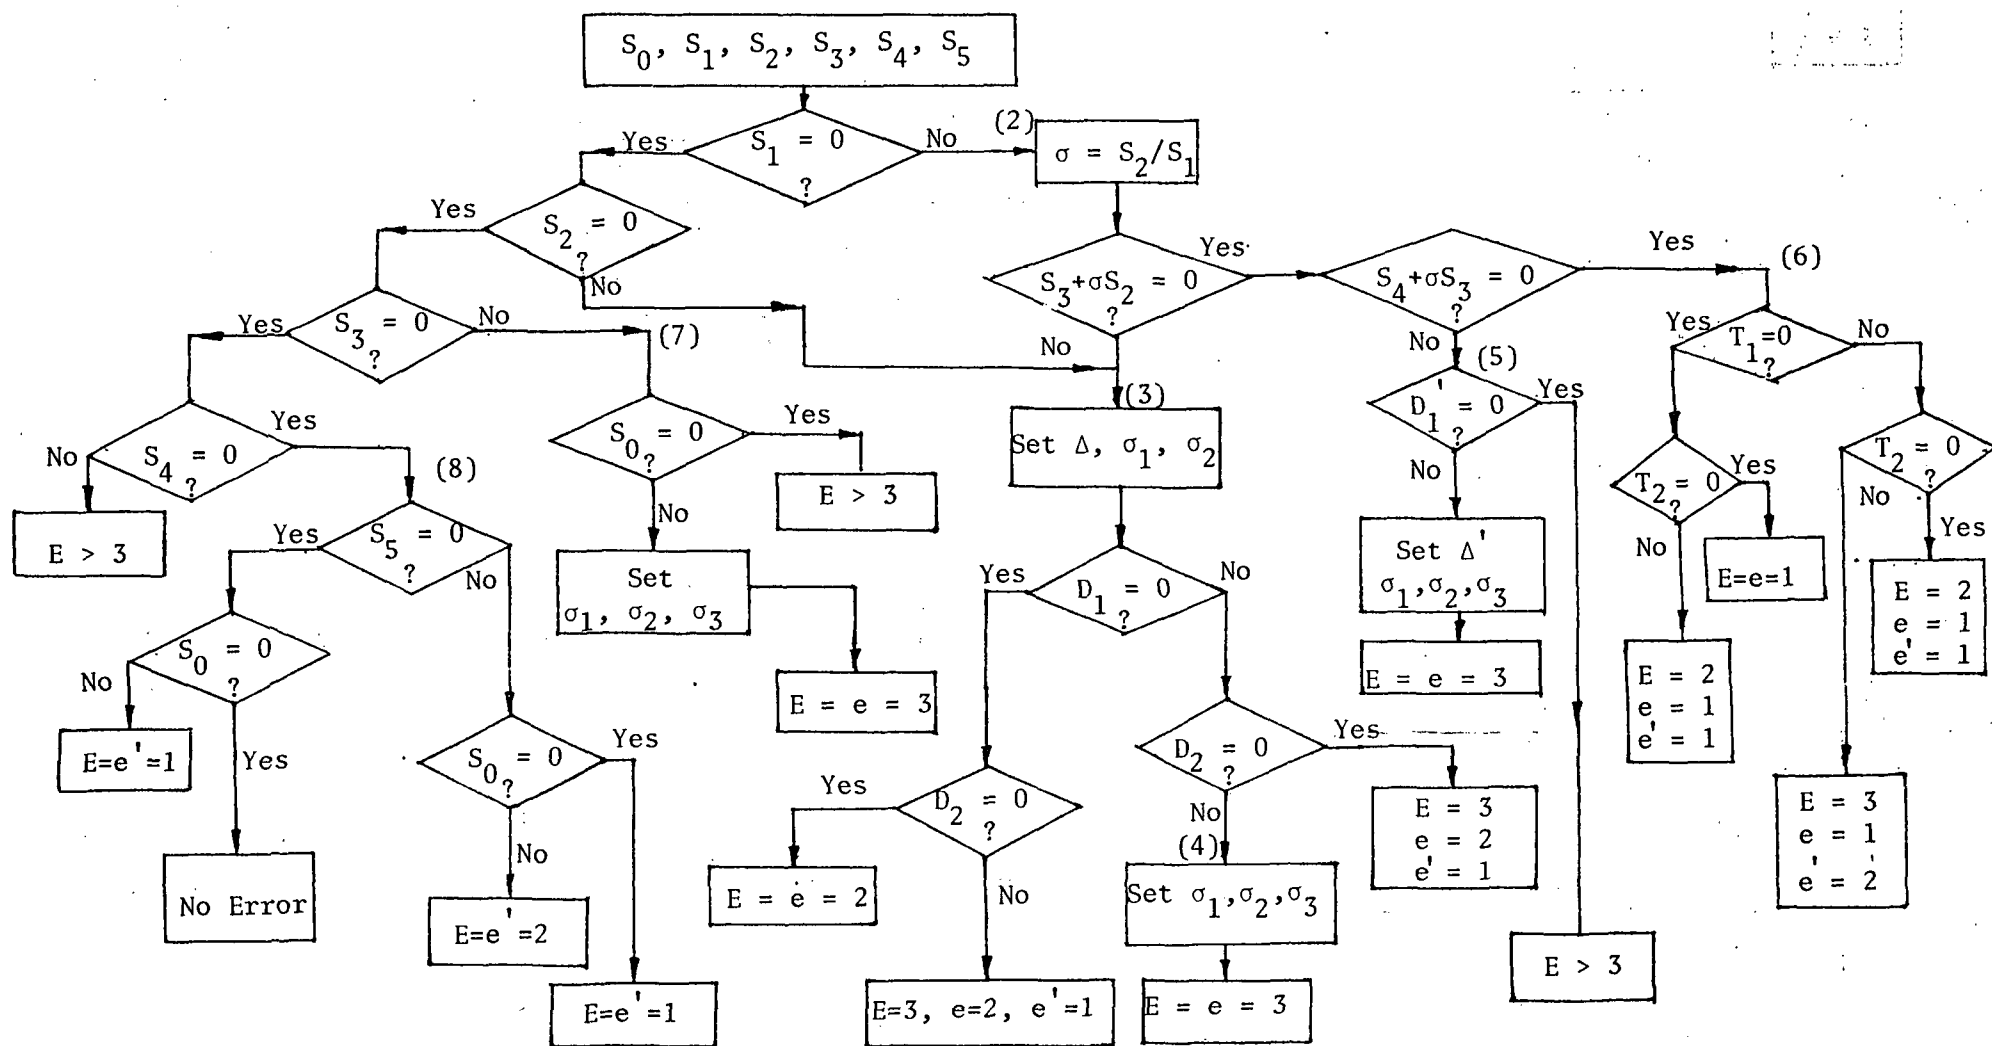 S0, S1, S2, S3, S4, S5
S1 = 0
?
Yes
No
(2)
σ = S2/S1
S2 = 0
?
Yes
No
S3+σS2 = 0
?
Yes
No
S4+σS3 = 0
?
Yes
No
(6)
T1=0
?
Yes
No
S3 = 0
?
Yes
No
(7)
(3)
Set Δ, σ1, σ2
(5)
D1' = 0
?
Yes
No
T2 = 0
?
Yes
No
T2 = 0
?
No
Yes
S4 = 0
?
No
Yes
(8)
E > 3
S0 = 0
?
Yes
No
E > 3
Set
σ1, σ2, σ3
E = e = 3
S5 = 0
?
Yes
No
S0 = 0
?
No
Yes
E=e'=1
No Error
S0 = 0
?
Yes
No
E=e'=2
E=e'=1
D1 = 0
?
Yes
No
D2 = 0
?
Yes
No
E = e = 2
E=3, e=2, e'=1
D2 = 0
?
Yes
No
(4)
Set σ1,σ2,σ3
E = e = 3
E = 3
e = 2
e' = 1
Set Δ'
σ1,σ2,σ3
E = e = 3
E > 3
E=e=1
E = 2
e = 1
e' = 1
E = 2
e = 1
e' = 1
E = 3
e = 1
e' = 2